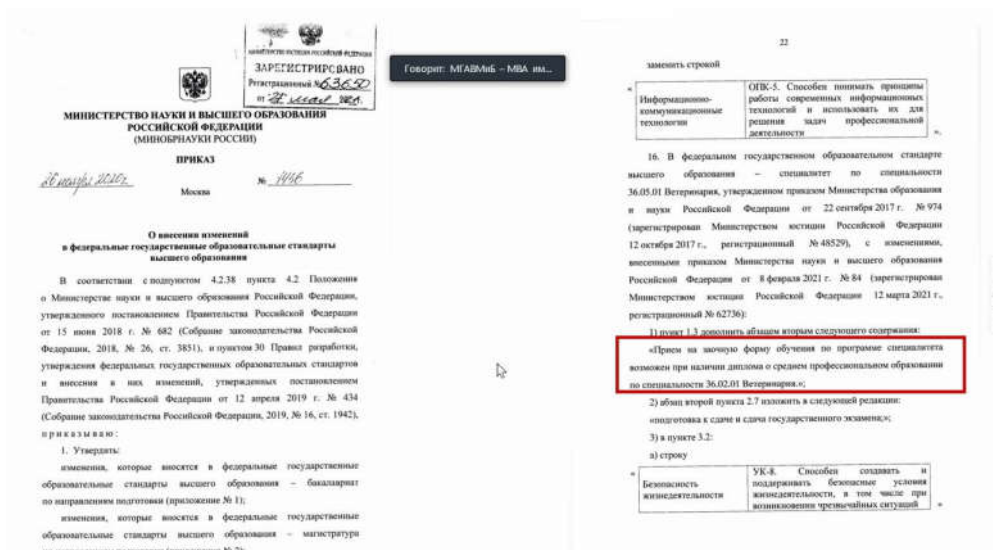 МИНИСТЕРСТВО ЮСТИЦИИ РОССИЙСКОЙ ФЕДЕРАЦИИ
ЗАРЕГИСТРИРОВАНО
Регистрационный № 63650
от
МИНИСТЕРСТВО НАУКИ И ВЫСШЕГО ОБРАЗОВАНИЯ
РОССИЙСКОЙ ФЕДЕРАЦИИ
(МИНОБРНАУКИ РОССИИ)
ПРИКАЗ
№ 1456
Москва
О внесении изменений
в федеральные государственные образовательные стандарты
высшего образования
В соответствии с подпунктом 4.2.38 пункта 4.2 Положения
о Министерстве науки и высшего образования Российской Федерации,
утвержденного постановлением Правительства Российской Федерации
от 15 июня 2018 г. № 682 (Собрание законодательства Российской
Федерации, 2018, № 26, ст. 3851), и пунктом 30 Правил разработки,
утверждения федеральных государственных образовательных стандартов
и внесения в них изменений, утвержденных постановлением
Правительства Российской Федерации от 12 апреля 2019 г. № 434
(Собрание законодательства Российской Федерации, 2019, № 16, ст. 1942),
приказываю:
1. Утвердить:
изменения, которые вносятся в федеральные государственные
образовательные стандарты высшего образования – бакалавриат
по направлениям подготовки (приложение № 1);
изменения, которые вносятся в федеральные государственные
образовательные стандарты высшего образования – магистратура
Говорит: МГАВМиБ – МВА им...
22
заменить строкой
« Информационно-
коммуникационные
технологии
ОПК-5. Способен понимать принципы
работы современных информационных
технологий и использовать их для
решения задач профессиональной
деятельности ».
16. В федеральном государственном образовательном стандарте
высшего образования – специалитет по специальности
36.05.01 Ветеринария, утвержденном приказом Министерства образования
и науки Российской Федерации от 22 сентября 2017 г. № 974
(зарегистрирован Министерством юстиции Российской Федерации
12 октября 2017 г., регистрационный № 48529), с изменениями,
внесенными приказом Министерства науки и высшего образования
Российской Федерации от 8 февраля 2021 г. № 84 (зарегистрирован
Министерством юстиции Российской Федерации 12 марта 2021 г.,
регистрационный № 62736):
1) пункт 1.3 дополнить абзацем вторым следующего содержания:
«Прием на заочную форму обучения по программе специалитета
возможен при наличии диплома о среднем профессиональном образовании
по специальности 36.02.01 Ветеринария.»;
2) абзац второй пункта 2.7 изложить в следующей редакции:
«подготовка к сдаче и сдача государственного экзамена;»;
3) в пункте 3.2:
а) строку
« Безопасность
жизнедеятельности
УК-8. Способен создавать и
поддерживать безопасные условия
жизнедеятельности, в том числе при
возникновении чрезвычайных ситуаций »